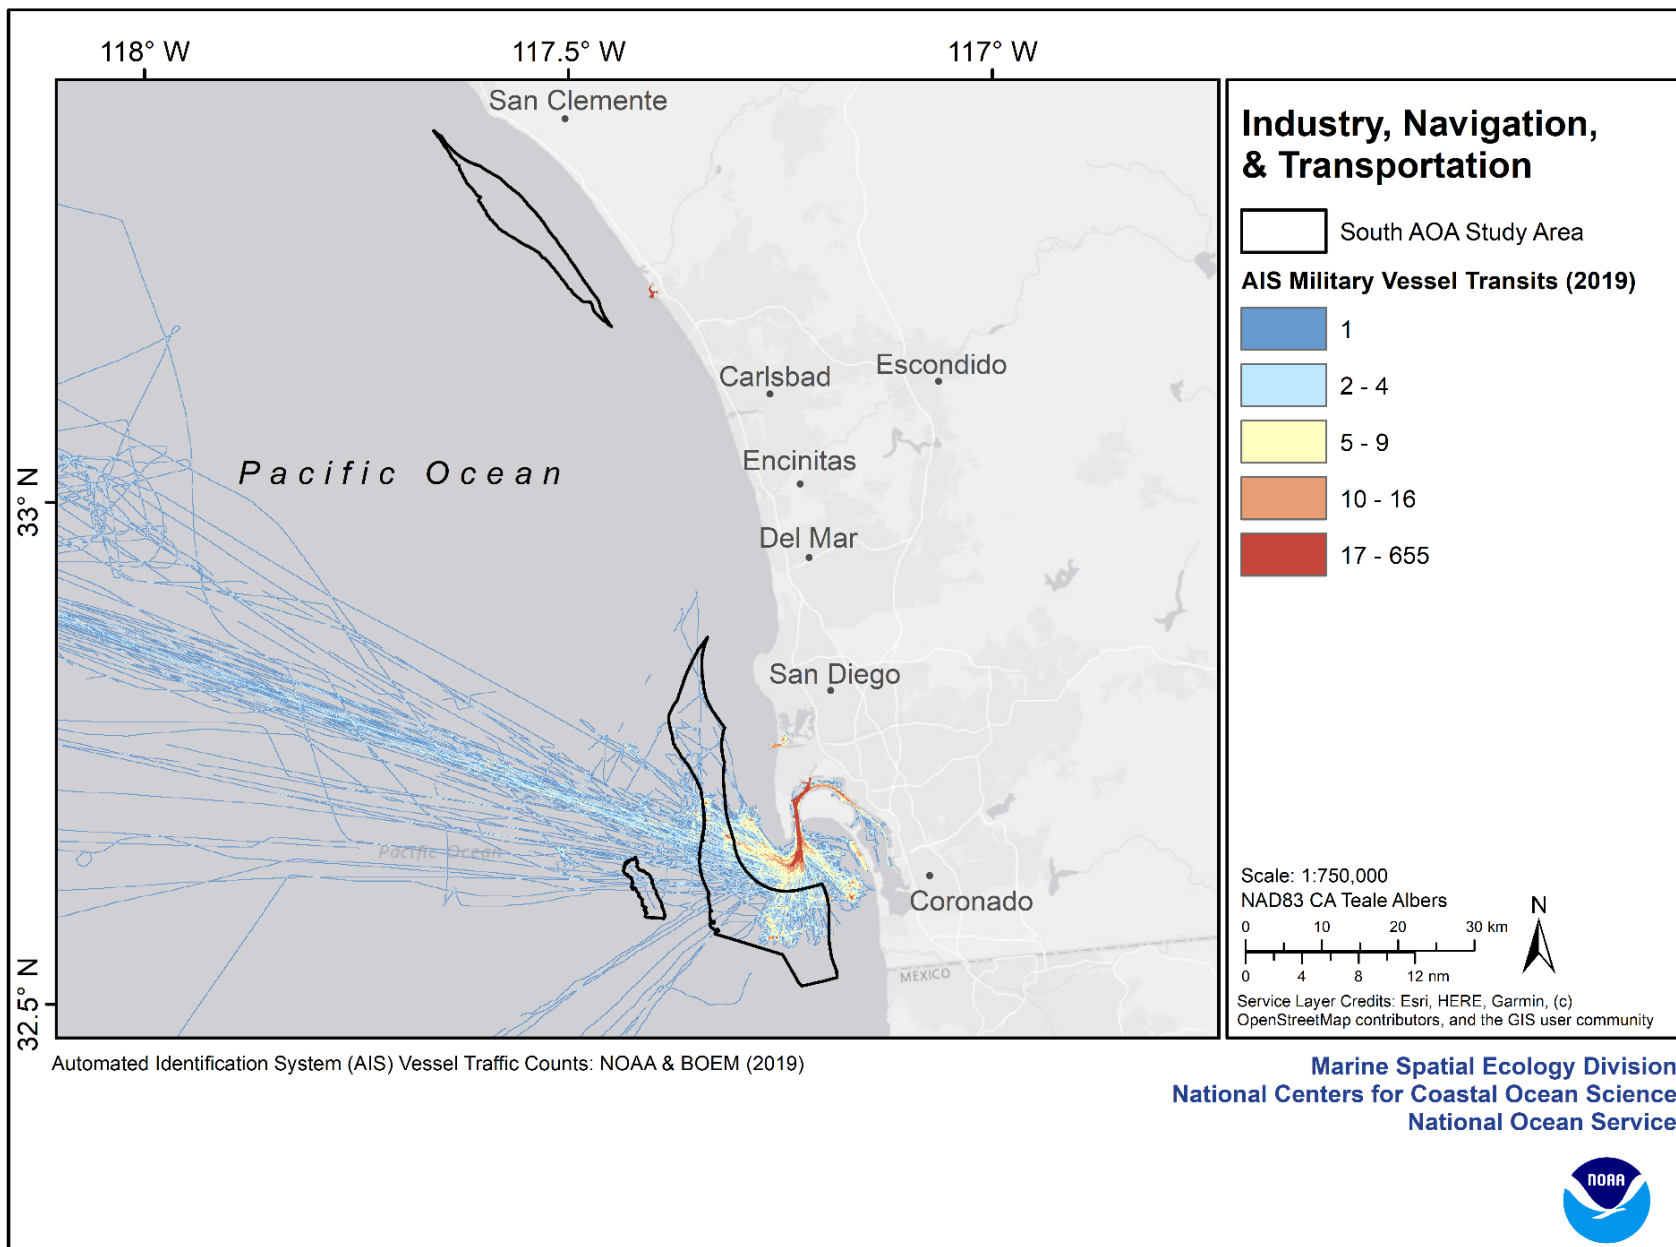 118° W
117.5° W
117° W
San Clemente
Carlsbad
Escondido
Encinitas
Del Mar
San Diego
Coronado
Pacific Ocean
Pacific Ocean
MEXICO
33° N
32.5° N
Industry, Navigation,
& Transportation
South AOA Study Area
AIS Military Vessel Transits (2019)
1
2 - 4
5 - 9
10 - 16
17 - 655
Scale: 1:750,000
NAD83 CA Teale Albers
0 10 20 30 km
0 4 8 12 nm
N
Service Layer Credits: Esri, HERE, Garmin, (c)
OpenStreetMap contributors, and the GIS user community
Automated Identification System (AIS) Vessel Traffic Counts: NOAA & BOEM (2019)
Marine Spatial Ecology Division
National Centers for Coastal Ocean Science
National Ocean Service
NOAA